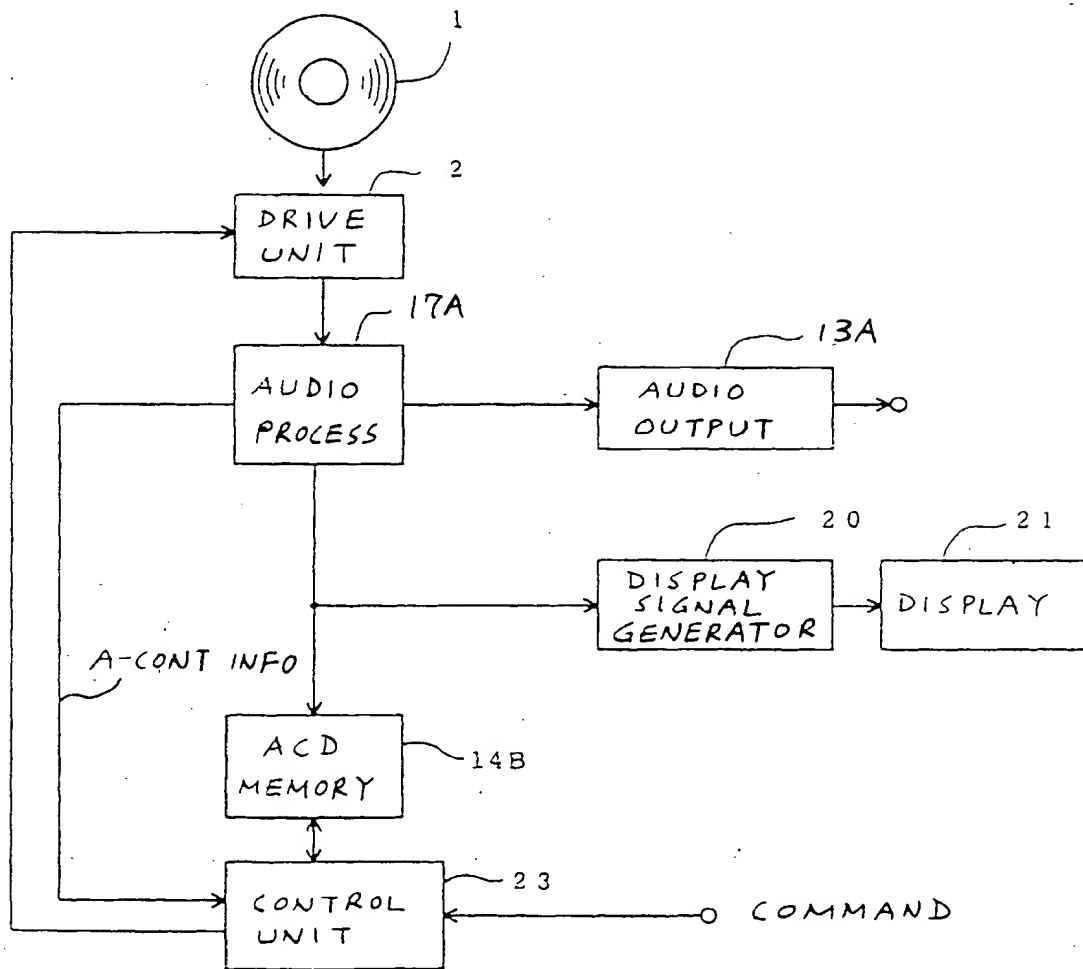 1
2
DRIVE
UNIT
17A
13A
AUDIO
PROCESS
AUDIO
OUTPUT
20
21
DISPLAY
SIGNAL
GENERATOR
DISPLAY
A-CONT INFO
ACD
MEMORY
14B
23
CONTROL
UNIT
COMMAND